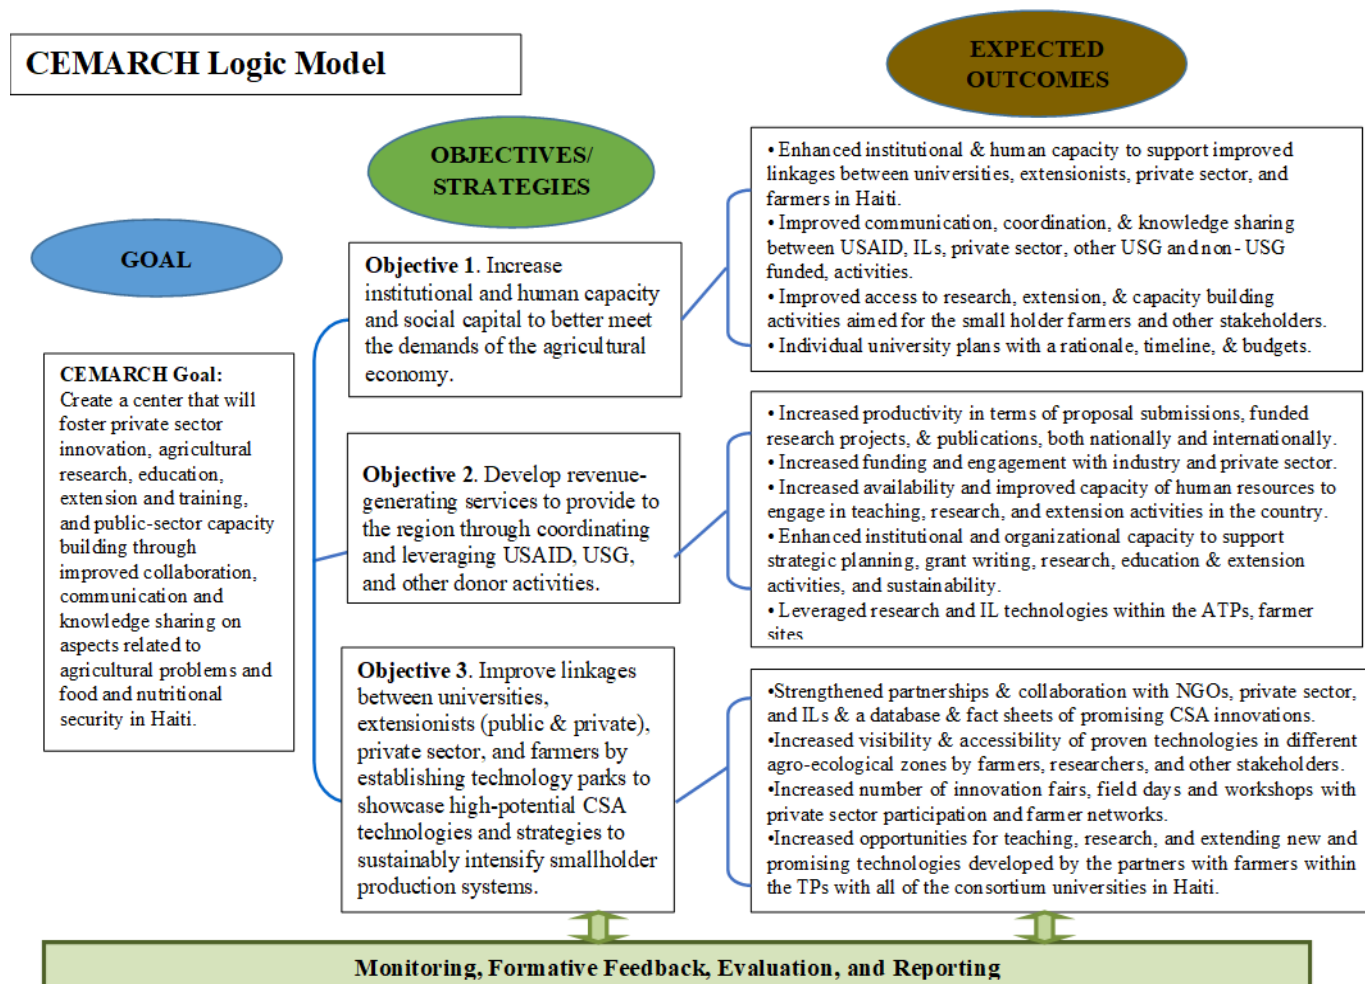 CEMARCH Logic Model
EXPECTED
OUTCOMES
OBJECTIVES/
STRATEGIES
GOAL
CEMARCH Goal:
Create a center that will
foster private sector
innovation, agricultural
research, education,
extension and training,
and public-sector capacity
building through
improved collaboration,
communication and
knowledge sharing on
aspects related to
agricultural problems and
food and nutritional
security in Haiti.
Objective 1. Increase
institutional and human capacity
and social capital to better meet
the demands of the agricultural
economy.
Objective 2. Develop revenue-
generating services to provide to
the region through coordinating
and leveraging USAID, USG,
and other donor activities.
Objective 3. Improve linkages
between universities,
extensionists (public & private),
private sector, and farmers by
establishing technology parks to
showcase high-potential CSA
technologies and strategies to
sustainably intensify smallholder
production systems.
• Enhanced institutional & human capacity to support improved
linkages between universities, extensionists, private sector, and
farmers in Haiti.
• Improved communication, coordination, & knowledge sharing
between USAID, ILs, private sector, other USG and non- USG
funded, activities.
• Improved access to research, extension, & capacity building
activities aimed for the small holder farmers and other stakeholders.
• Individual university plans with a rationale, timeline, & budgets.
• Increased productivity in terms of proposal submissions, funded
research projects, & publications, both nationally and internationally.
• Increased funding and engagement with industry and private sector.
• Increased availability and improved capacity of human resources to
engage in teaching, research, and extension activities in the country.
• Enhanced institutional and organizational capacity to support
strategic planning, grant writing, research, education & extension
activities, and sustainability.
• Leveraged research and IL technologies within the ATPs, farmer
sites
•Strengthened partnerships & collaboration with NGOs, private sector,
and ILs & a database & fact sheets of promising CSA innovations.
•Increased visibility & accessibility of proven technologies in different
agro-ecological zones by farmers, researchers, and other stakeholders.
•Increased number of innovation fairs, field days and workshops with
private sector participation and farmer networks.
•Increased opportunities for teaching, research, and extending new and
promising technologies developed by the partners with farmers within
the TPs with all of the consortium universities in Haiti.
Monitoring, Formative Feedback, Evaluation, and Reporting